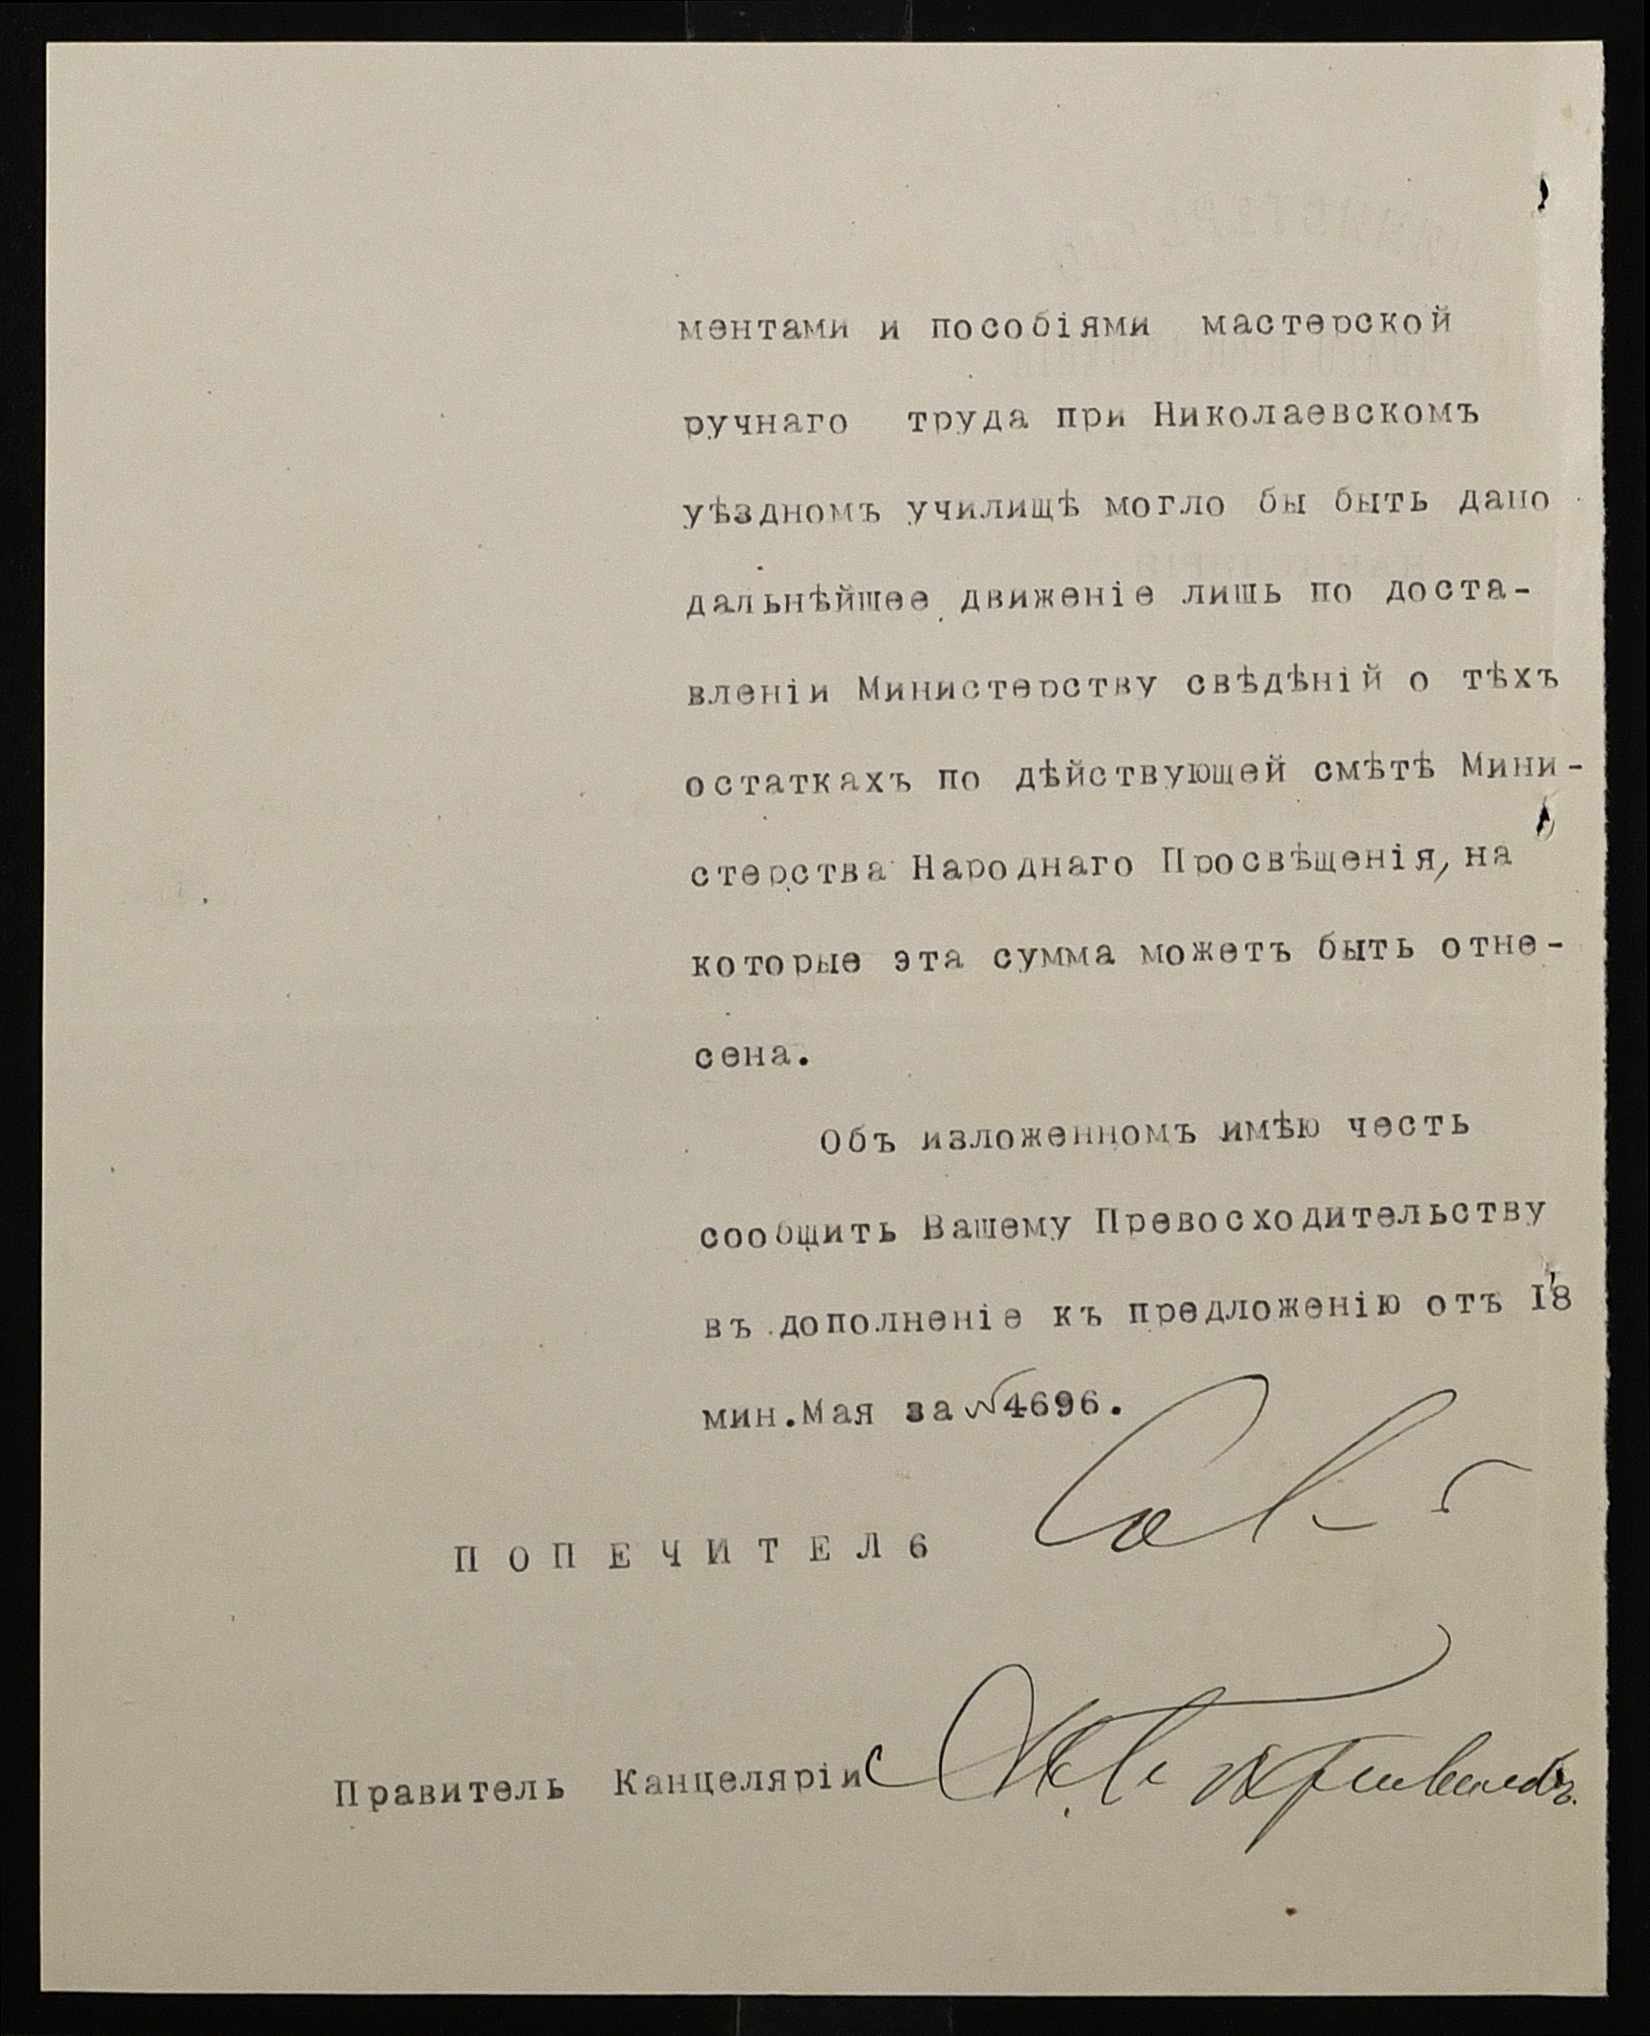 ментами и пособіями мастерской
ручнаго труда при Николаевскомъ
уѣздномъ училищѣ могло бы быть дано
дальнѣйшее движеніе лишь по доста-
вленіи Министерству свѣдѣній о тѣхъ
остаткахъ по дѣйствующей смѣтѣ Мини-
стерства Народнаго Просвѣщенія, на
которые эта сумма можетъ быть отне-
сена.
Объ изложенномъ имѣю честь
сообщить Вашему Превосходительству
въ дополненіе къ предложенію отъ 18
мин.Мая за №4696.
ПОПЕЧИТЕЛЬ
Правитель Канцеляріи